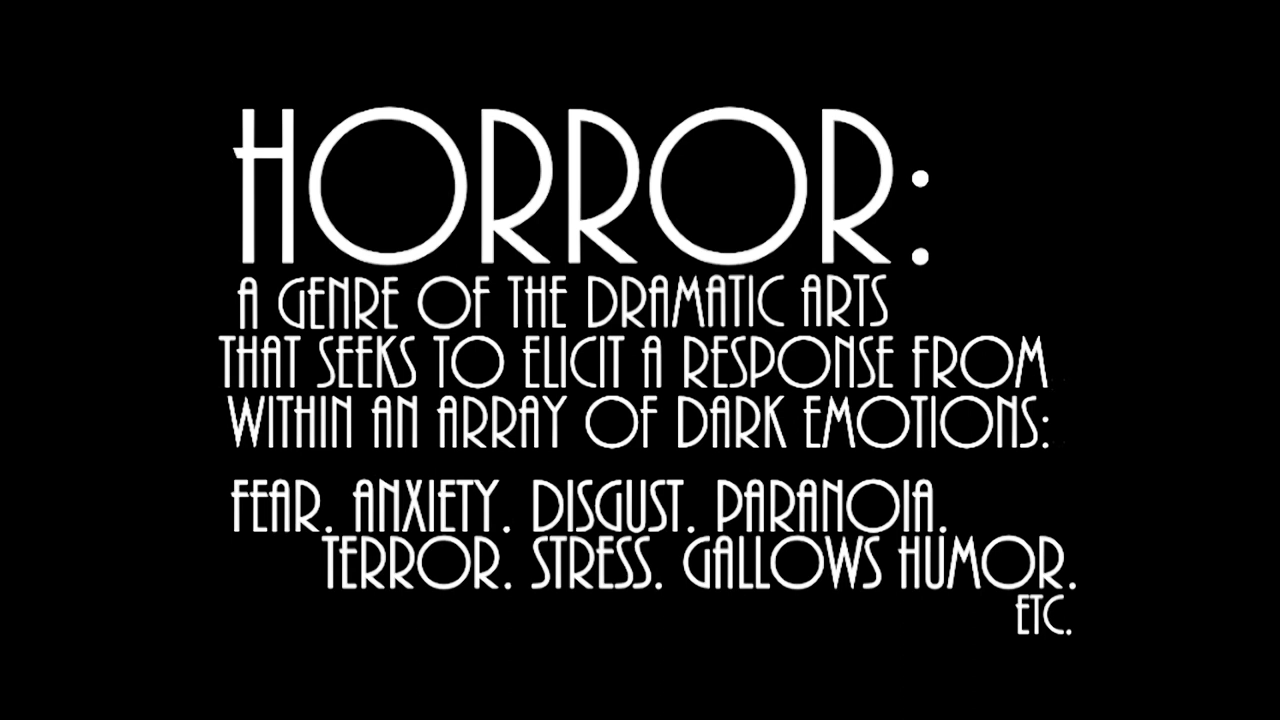 HORROR:
A GENRE OF THE DRAMATIC ARTS
THAT SEEKS TO ELICIT A RESPONSE FROM
WITHIN AN ARRAY OF DARK EMOTIONS:
FEAR. ANXIETY. DISGUST. PARANOIA.
TERROR. STRESS. GALLOWS HUMOR.
ETC.